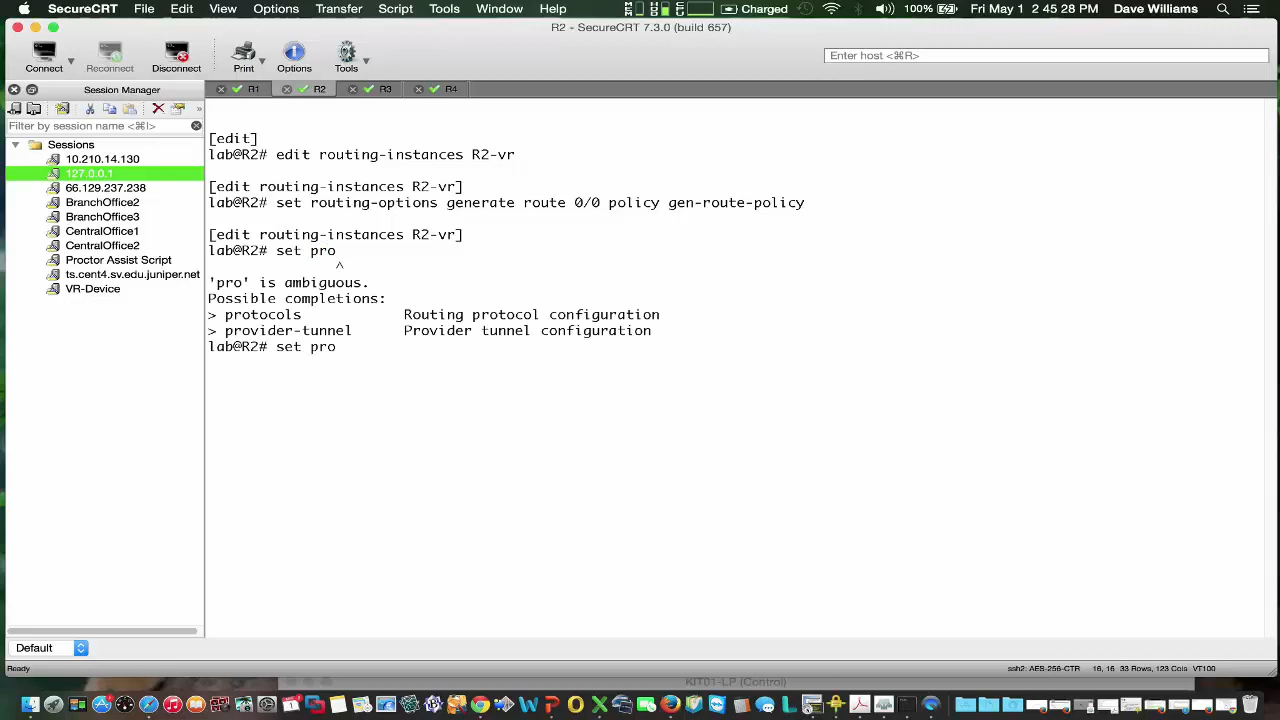 SecureCRT File Edit View Options Transfer Script Tools Window Help Charged 100% Fri May 1 2:45:28 PM Dave Williams
R2 - SecureCRT 7.3.0 (build 657)
Connect Reconnect Disconnect Print Options Tools
Enter host <⌘R>
Session Manager
R1 R2 R3 R4
Filter by session name <⌘I>
Sessions
10.210.14.130
127.0.0.1
66.129.237.238
BranchOffice2
BranchOffice3
CentralOffice1
CentralOffice2
Proctor Assist Script
ts.cent4.sv.edu.juniper.net
VR-Device
[edit]
lab@R2# edit routing-instances R2-vr
[edit routing-instances R2-vr]
lab@R2# set routing-options generate route 0/0 policy gen-route-policy
[edit routing-instances R2-vr]
lab@R2# set pro
^
'pro' is ambiguous.
Possible completions:
> protocols Routing protocol configuration
> provider-tunnel Provider tunnel configuration
lab@R2# set pro
Default
Ready
ssh2: AES-256-CTR 16, 16 33 Rows, 123 Cols VT100
KIT01-LP (Control)